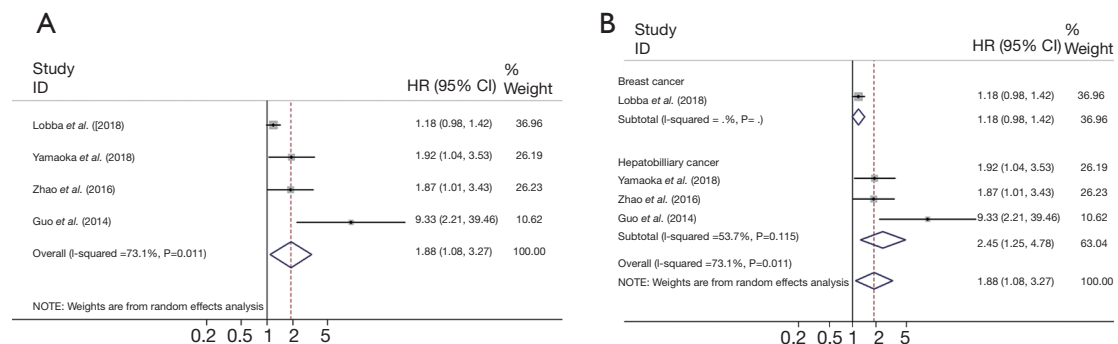 A
Study
ID
HR (95% CI)
%
Weight
Lobba et al. ([2018)
1.18 (0.98, 1.42)
36.96
Yamaoka et al. (2018)
1.92 (1.04, 3.53)
26.19
Zhao et al. (2016)
1.87 (1.01, 3.43)
26.23
Guo et al. (2014)
9.33 (2.21, 39.46)
10.62
Overall (I-squared =73.1%, P=0.011)
1.88 (1.08, 3.27)
100.00
NOTE: Weights are from random effects analysis
0.2 0.5 1 2 5
B
Study
ID
HR (95% CI)
%
Weight
Breast cancer
Lobba et al. (2018)
1.18 (0.98, 1.42)
36.96
Subtotal (I-squared = .%, P= .)
1.18 (0.98, 1.42)
36.96
Hepatobilliary cancer
Yamaoka et al. (2018)
1.92 (1.04, 3.53)
26.19
Zhao et al. (2016)
1.87 (1.01, 3.43)
26.23
Guo et al. (2014)
9.33 (2.21, 39.46)
10.62
Subtotal (I-squared =53.7%, P=0.115)
2.45 (1.25, 4.78)
63.04
Overall (I-squared =73.1%, P=0.011)
NOTE: Weights are from random effects analysis
1.88 (1.08, 3.27)
100.00
0.2 0.5 1 2 5